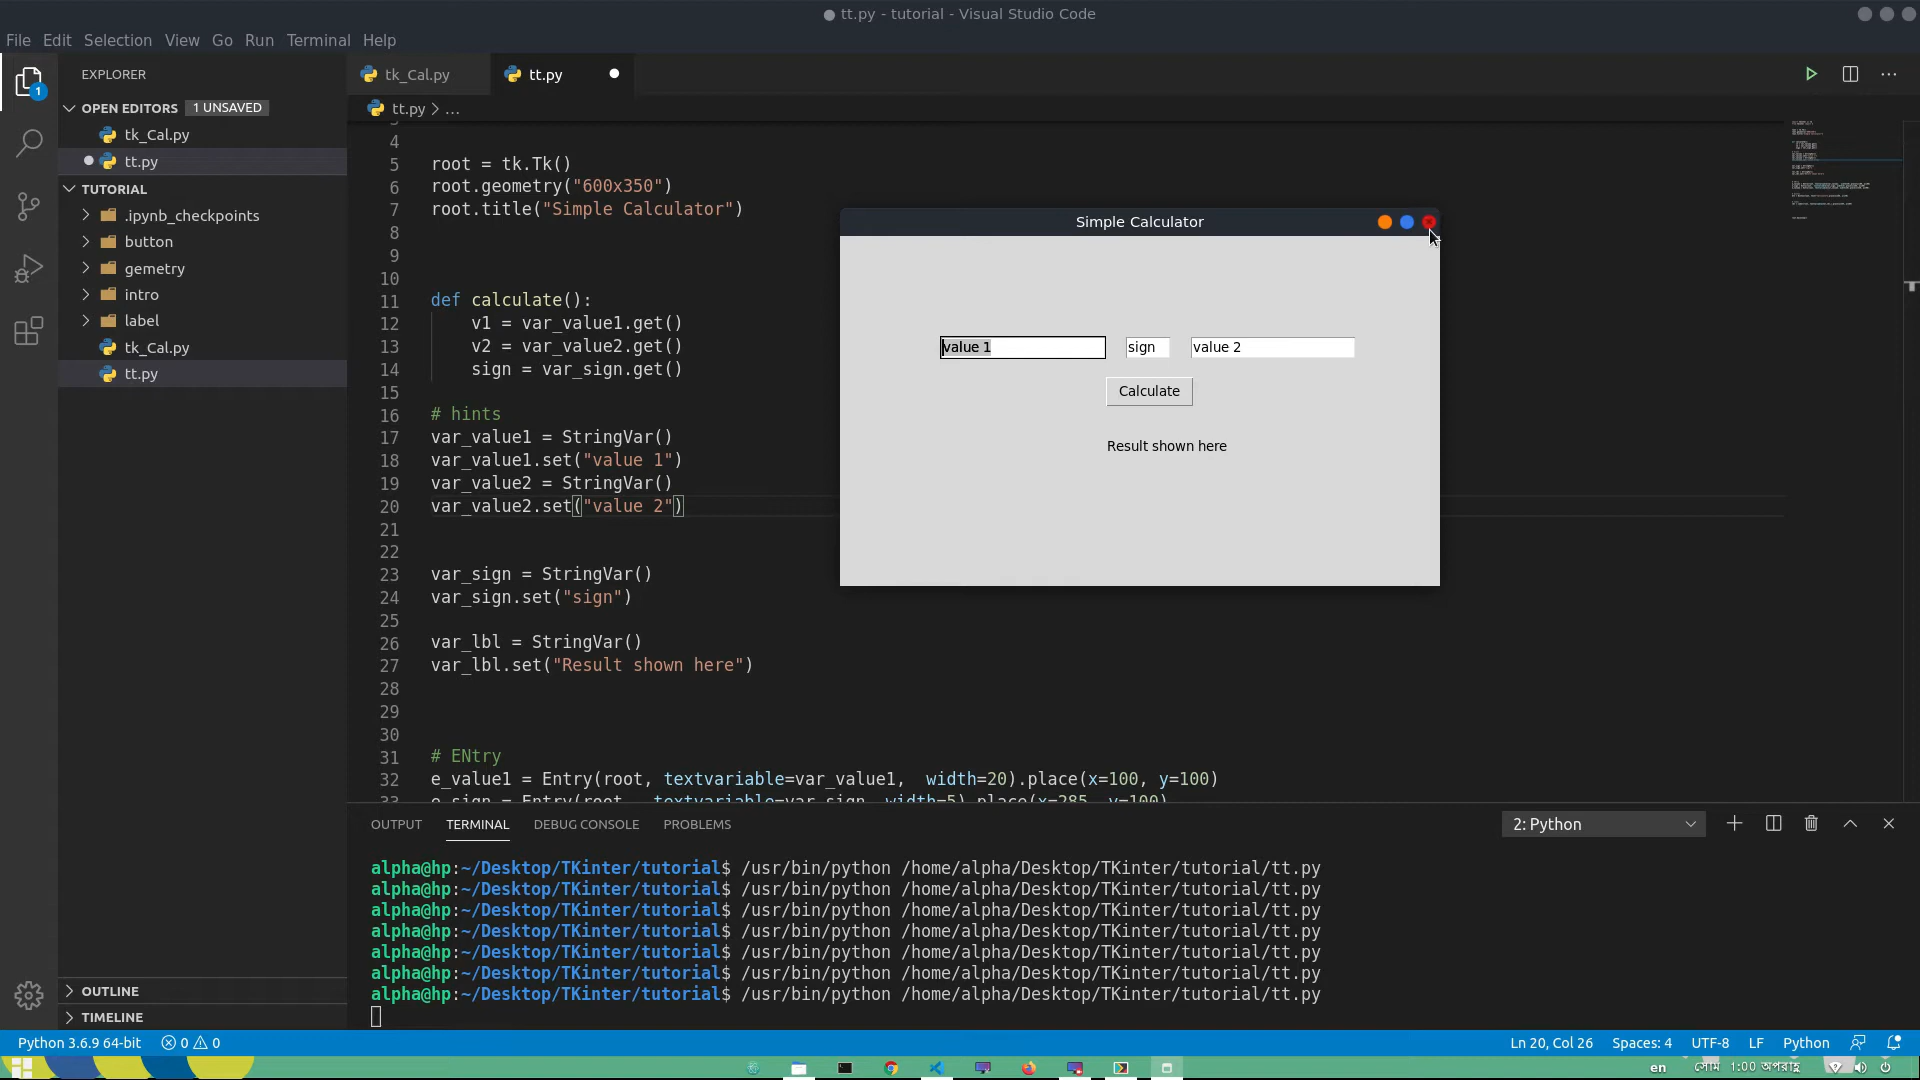 tt.py - tutorial - Visual Studio Code
File Edit Selection View Go Run Terminal Help
EXPLORER
OPEN EDITORS 1 UNSAVED
tk_Cal.py
tt.py
TUTORIAL
.ipynb_checkpoints
button
gemetry
intro
label
tk_Cal.py
tt.py
OUTLINE
TIMELINE
1
tk_Cal.py tt.py
tt.py > ...
4
5 root = tk.Tk()
6 root.geometry("600x350")
7 root.title("Simple Calculator")
8
9
10
11 def calculate():
12 v1 = var_value1.get()
13 v2 = var_value2.get()
14 sign = var_sign.get()
15
16 # hints
17 var_value1 = StringVar()
18 var_value1.set("value 1")
19 var_value2 = StringVar()
20 var_value2.set("value 2")
21
22
23 var_sign = StringVar()
24 var_sign.set("sign")
25
26 var_lbl = StringVar()
27 var_lbl.set("Result shown here")
28
29
30
31 # ENtry
32 e_value1 = Entry(root, textvariable=var_value1, width=20).place(x=100, y=100)
33 e_sign = Entry(root, textvariable=var_sign, width=5).place(x=285, y=100)
Simple Calculator
value 1 sign value 2
Calculate
Result shown here
OUTPUT TERMINAL DEBUG CONSOLE PROBLEMS 2: Python
alpha@hp:~/Desktop/TKinter/tutorial$ /usr/bin/python /home/alpha/Desktop/TKinter/tutorial/tt.py
alpha@hp:~/Desktop/TKinter/tutorial$ /usr/bin/python /home/alpha/Desktop/TKinter/tutorial/tt.py
alpha@hp:~/Desktop/TKinter/tutorial$ /usr/bin/python /home/alpha/Desktop/TKinter/tutorial/tt.py
alpha@hp:~/Desktop/TKinter/tutorial$ /usr/bin/python /home/alpha/Desktop/TKinter/tutorial/tt.py
alpha@hp:~/Desktop/TKinter/tutorial$ /usr/bin/python /home/alpha/Desktop/TKinter/tutorial/tt.py
alpha@hp:~/Desktop/TKinter/tutorial$ /usr/bin/python /home/alpha/Desktop/TKinter/tutorial/tt.py
alpha@hp:~/Desktop/TKinter/tutorial$ /usr/bin/python /home/alpha/Desktop/TKinter/tutorial/tt.py
Python 3.6.9 64-bit 0 0 Ln 20, Col 26 Spaces: 4 UTF-8 LF Python
en সোম 1:00 অপরাহ্ণ